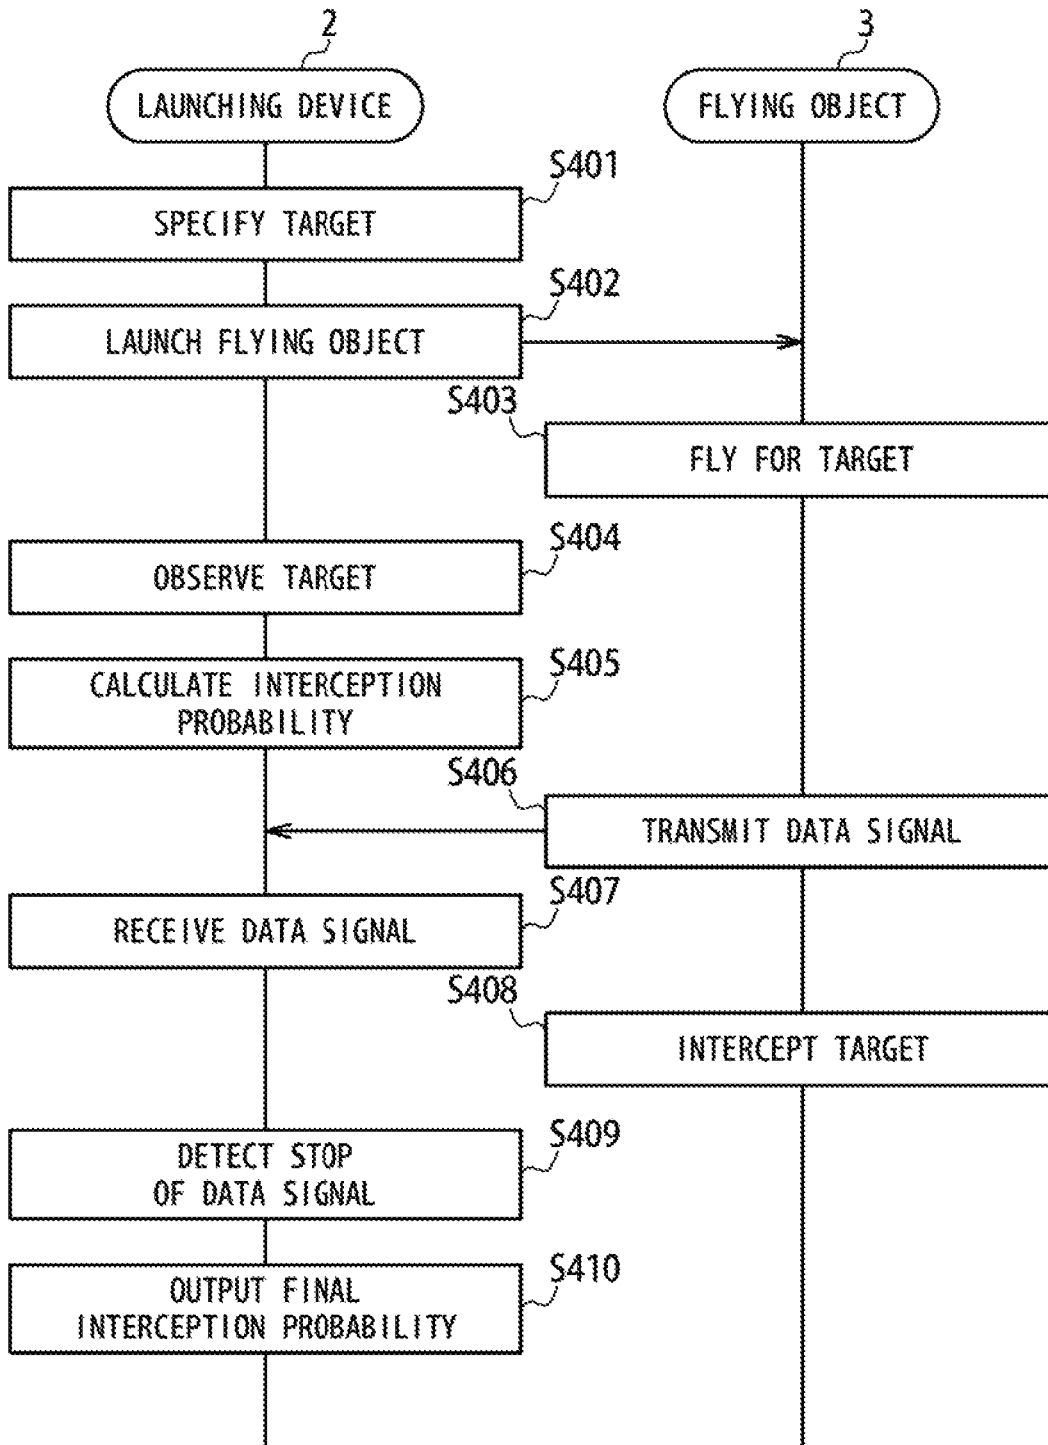 2
3
LAUNCHING DEVICE
FLYING OBJECT
S401
SPECIFY TARGET
S402
LAUNCH FLYING OBJECT
S403
FLY FOR TARGET
S404
OBSERVE TARGET
S405
CALCULATE INTERCEPTION
PROBABILITY
S406
TRANSMIT DATA SIGNAL
S407
RECEIVE DATA SIGNAL
S408
INTERCEPT TARGET
S409
DETECT STOP
OF DATA SIGNAL
S410
OUTPUT FINAL
INTERCEPTION PROBABILITY